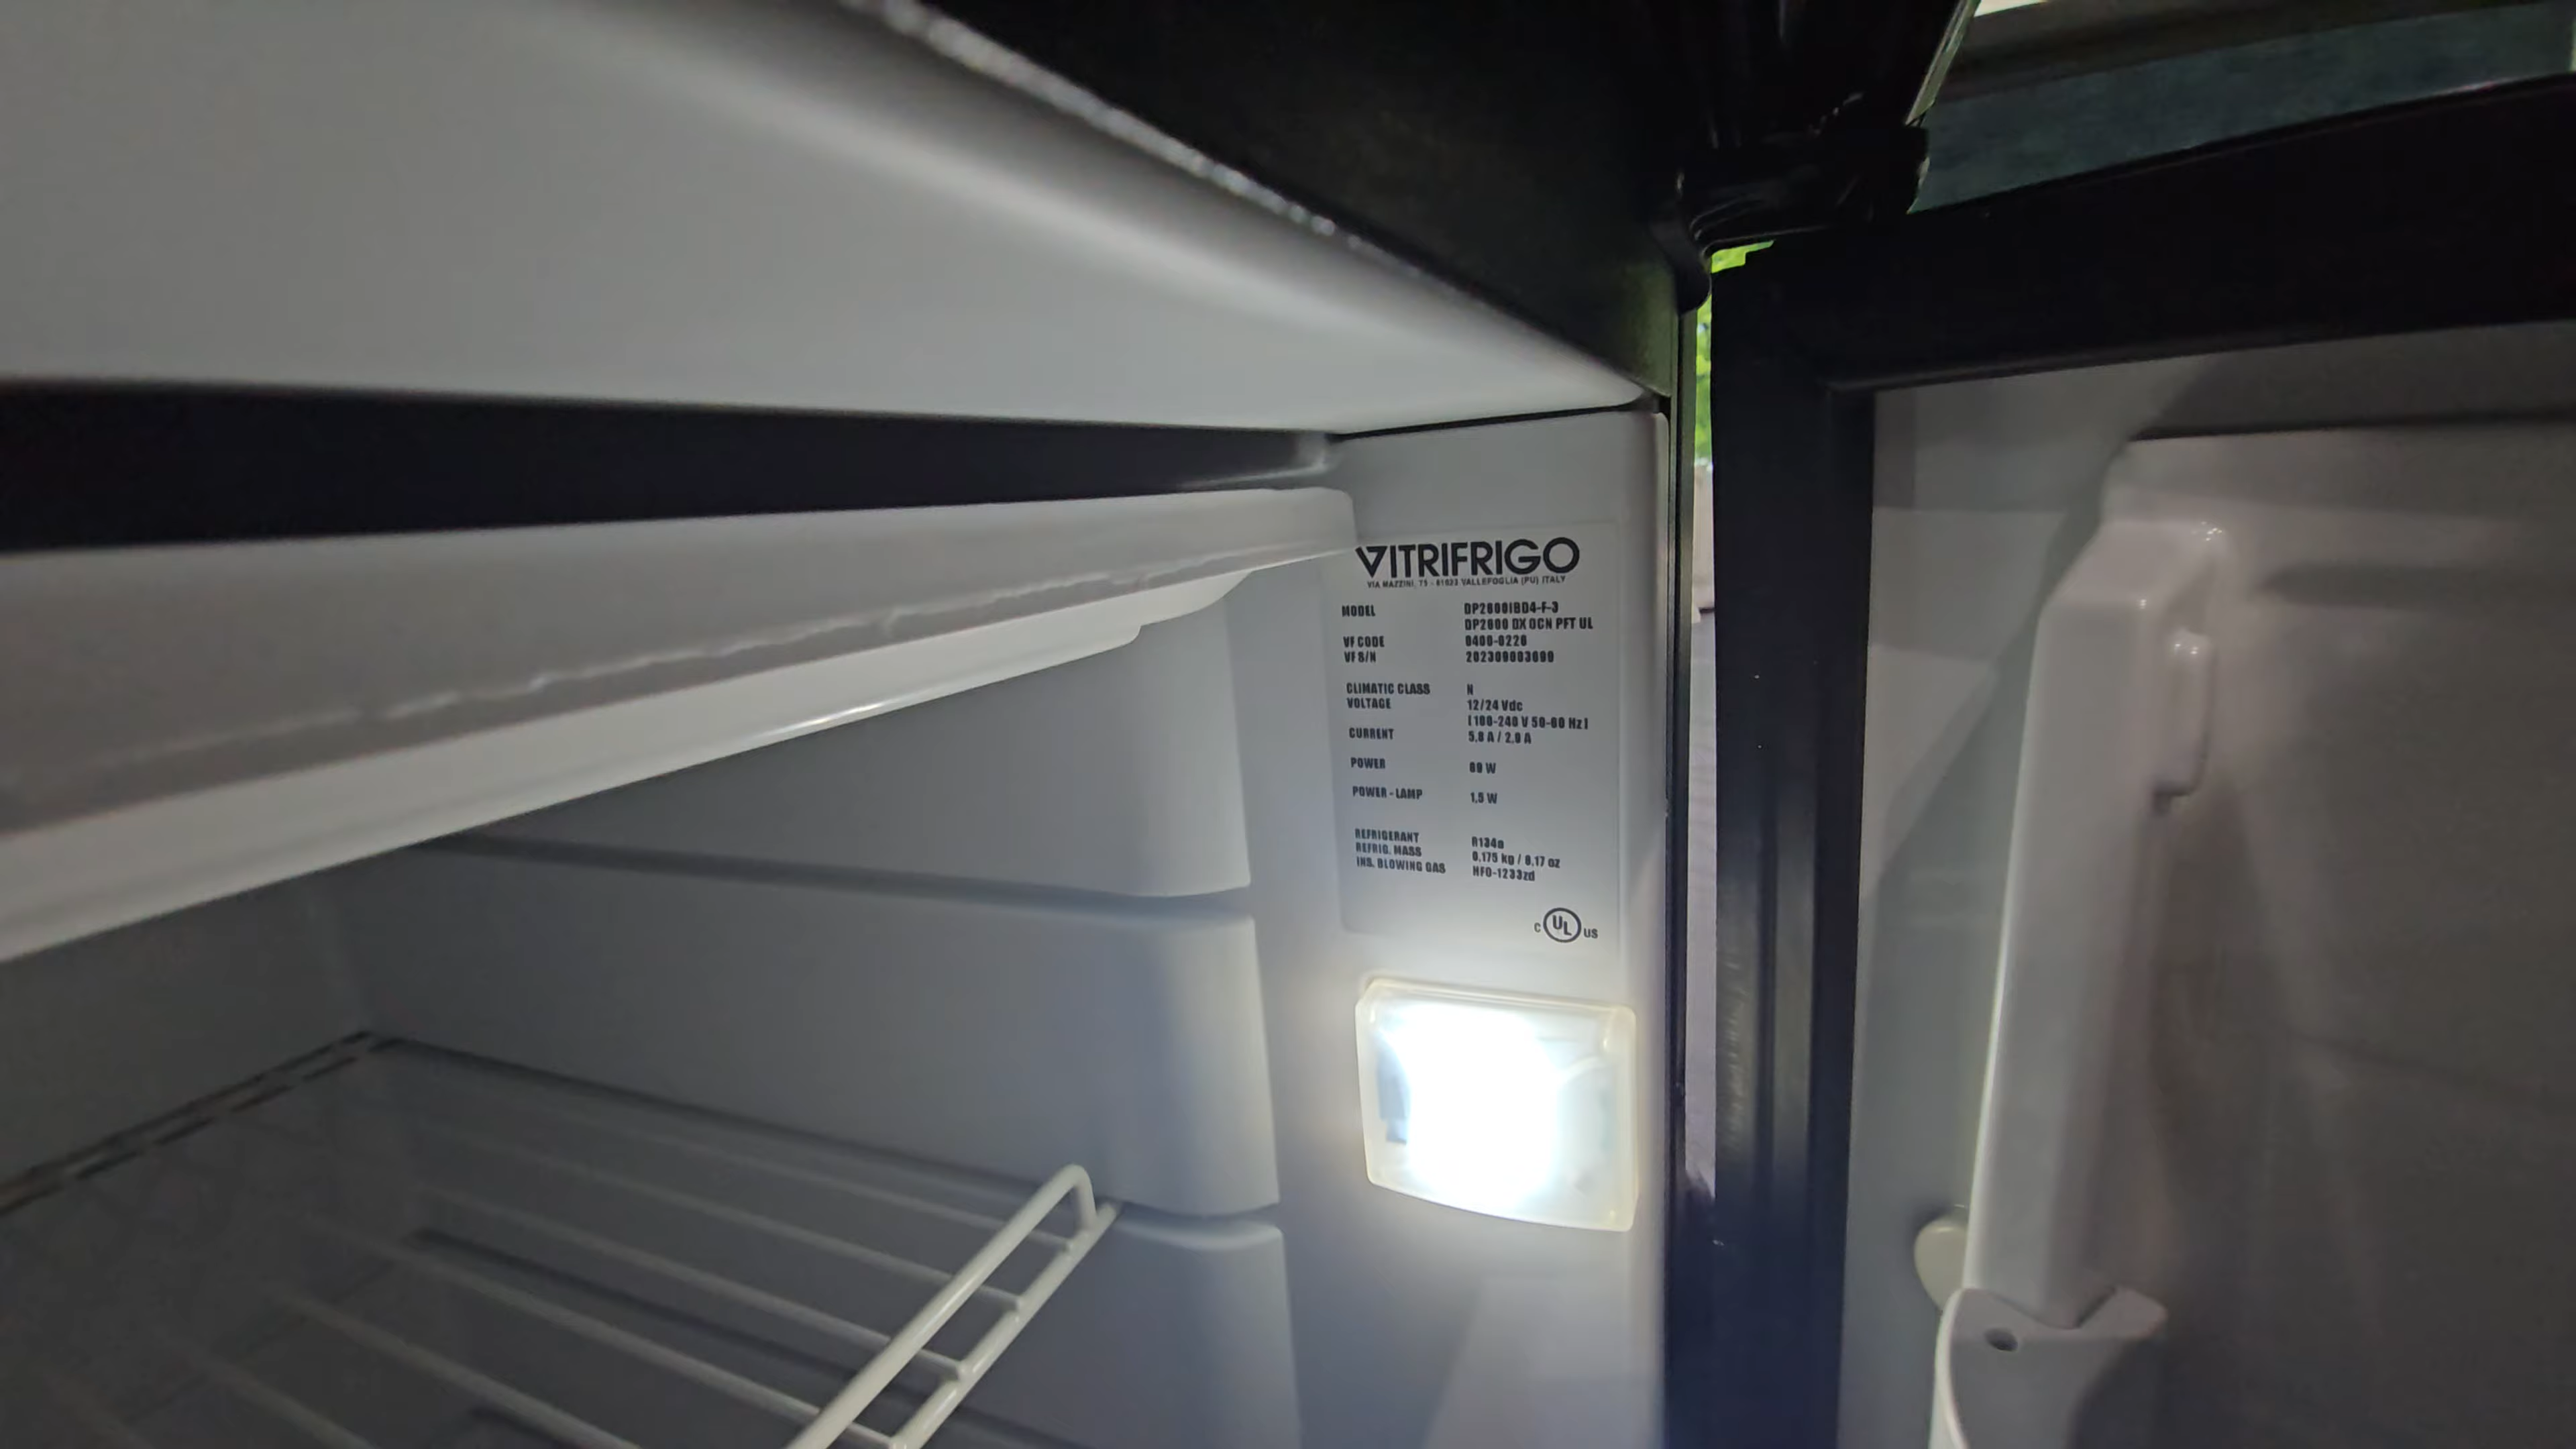 VITRIFRIGO
VIA MAZZINI, 75 - 61022 VALLEFOGLIA (PU) ITALY
MODEL DP2600IBD4-F-3
DP2600 DX OCN PFT UL
VF CODE 0400-0220
VF S/N
CLIMATIC CLASS N
VOLTAGE 12/24 Vdc
[100-240 V 50-60 Hz]
CURRENT 5,8 A / 2,9 A
POWER 69 W
POWER - LAMP 1,5 W
REFRIGERANT R134a
REFRIG. MASS 0,175 kg / 6,17 oz
INS. BLOWING GAS HFO-1233zd
C UL US